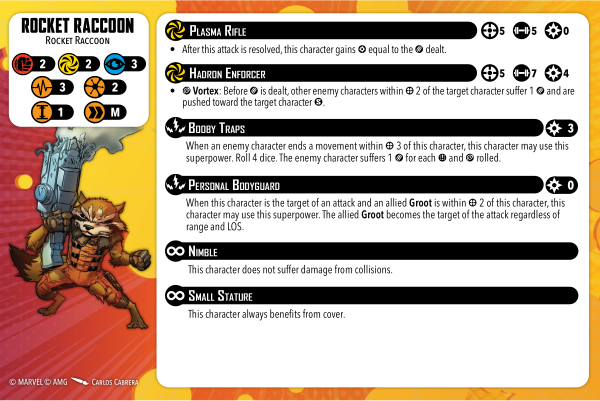 ROCKET RACCOON
ROCKET RACCOON
2 2 3
3 2
1 M
PLASMA RIFLE 5 5 0
• After this attack is resolved, this character gains equal to the dealt.
HADRON ENFORCER 5 7 4
• Vortex: Before is dealt, other enemy characters within 2 of the target character suffer 1 and are
pushed toward the target character S.
BOOBY TRAPS 3
When an enemy character ends a movement within 3 of this character, this character may use this
superpower. Roll 4 dice. The enemy character suffers 1 for each and rolled.
PERSONAL BODYGUARD 0
When this character is the target of an attack and an allied Groot is within 2 of this character, this
character may use this superpower. The allied Groot becomes the target of the attack regardless of
range and LOS.
NIMBLE
This character does not suffer damage from collisions.
SMALL STATURE
This character always benefits from cover.
© MARVEL © AMG CARLOS CABRERA